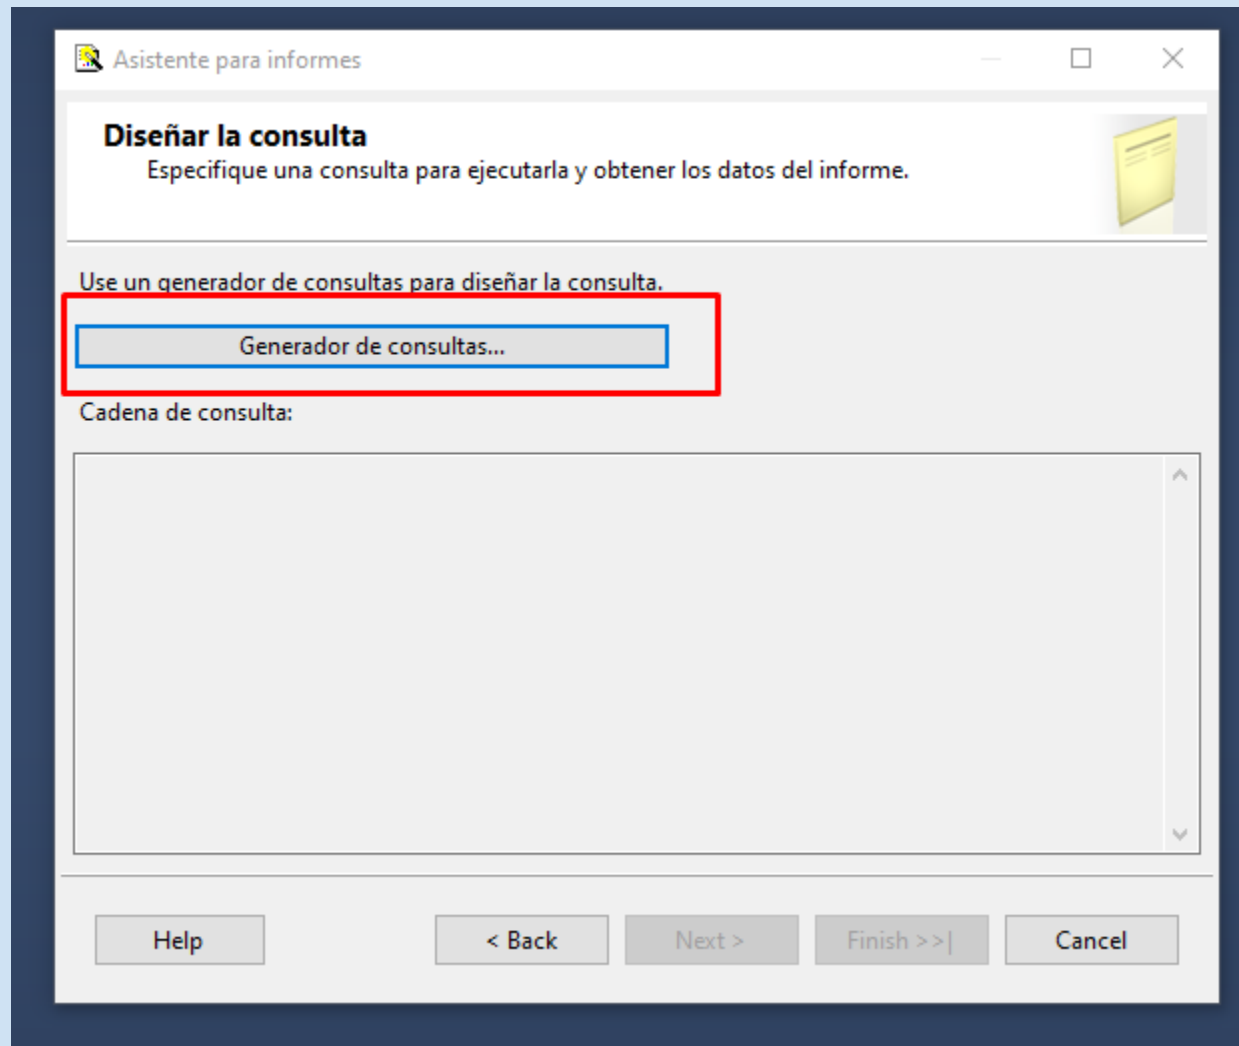 Asistente para informes
Diseñar la consulta
Especifique una consulta para ejecutarla y obtener los datos del informe.
Use un generador de consultas para diseñar la consulta.
Generador de consultas...
Cadena de consulta:
Help
< Back
Next >
Finish >>|
Cancel